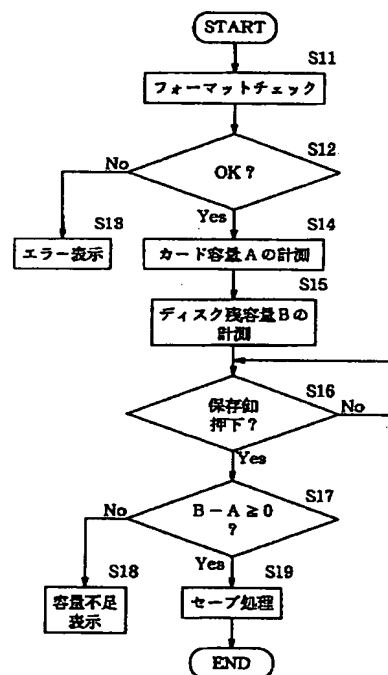 START
S11
フォーマットチェック
S12
OK?
No
Yes
S13
エラー表示
S14
カード容量Aの計測
S15
ディスク残容量Bの
計測
S16
保存釦
押下?
No
Yes
S17
B-A≧0
?
No
Yes
S18
容量不足
表示
S19
セーブ処理
END